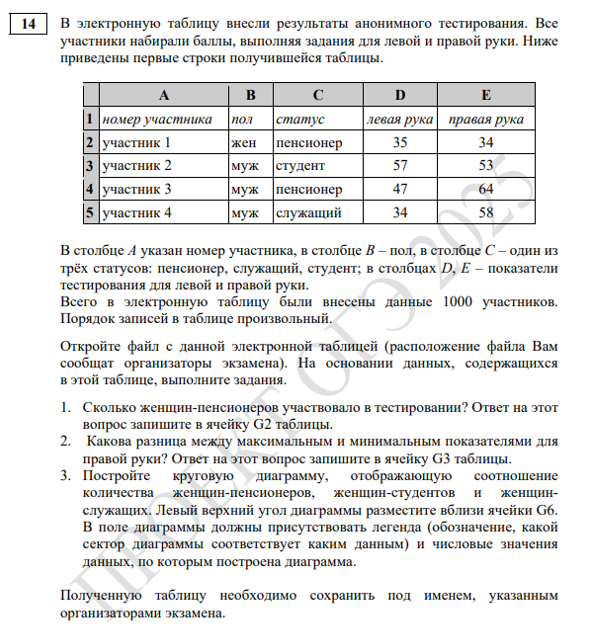 14
В электронную таблицу внесли результаты анонимного тестирования. Все
участники набирали баллы, выполняя задания для левой и правой руки. Ниже
приведены первые строки получившейся таблицы.
A B C D E
1 номер участника пол статус левая рука правая рука
2 участник 1 жен пенсионер 35 34
3 участник 2 муж студент 57 53
4 участник 3 муж пенсионер 47 64
5 участник 4 муж служащий 34 58
В столбце A указан номер участника, в столбце B – пол, в столбце C – один из
трёх статусов: пенсионер, служащий, студент; в столбцах D, E – показатели
тестирования для левой и правой руки.
Всего в электронную таблицу были внесены данные 1000 участников.
Порядок записей в таблице произвольный.
Откройте файл с данной электронной таблицей (расположение файла Вам
сообщат организаторы экзамена). На основании данных, содержащихся
в этой таблице, выполните задания.
1. Сколько женщин-пенсионеров участвовало в тестировании? Ответ на этот
вопрос запишите в ячейку G2 таблицы.
2. Какова разница между максимальным и минимальным показателями для
правой руки? Ответ на этот вопрос запишите в ячейку G3 таблицы.
3. Постройте круговую диаграмму, отображающую соотношение
количества женщин-пенсионеров, женщин-студентов и женщин-
служащих. Левый верхний угол диаграммы разместите вблизи ячейки G6.
В поле диаграммы должны присутствовать легенда (обозначение, какой
сектор диаграммы соответствует каким данным) и числовые значения
данных, по которым построена диаграмма.
Полученную таблицу необходимо сохранить под именем, указанным
организаторами экзамена.
ПРОЕКТ ОГЭ 2025